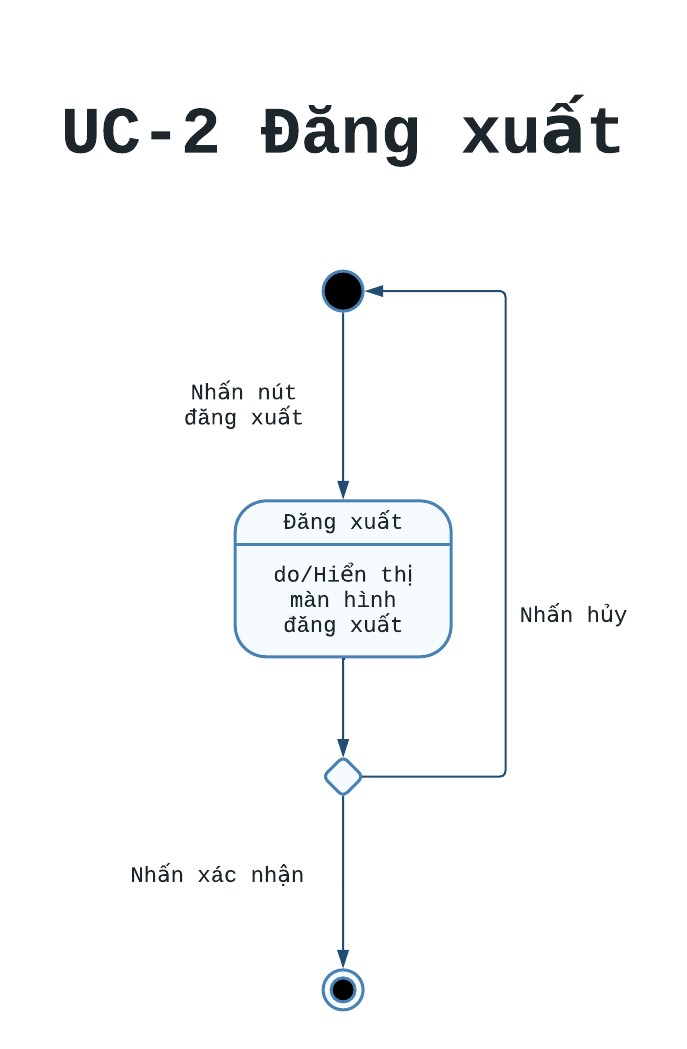 UC-2 Đăng xuất
Nhấn nút
đăng xuất
Đăng xuất
do/Hiển thị
màn hình
đăng xuất
Nhấn hủy
Nhấn xác nhận